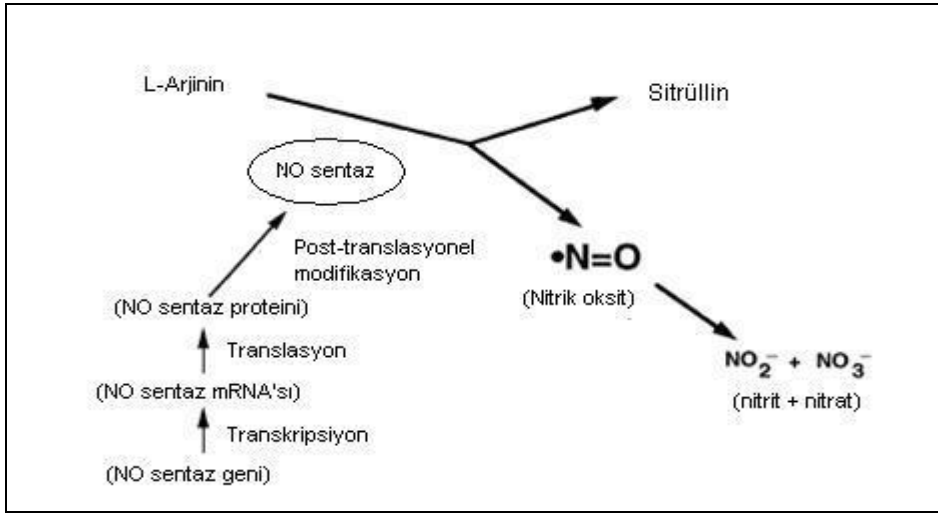 L-Arjinin
Sitrüllin
NO sentaz
Post-translasyonel
modifikasyon
•N=O
(Nitrik oksit)
(NO sentaz proteini)
Translasyon
NO₂⁻ + NO₃⁻
(NO sentaz mRNA'sı)
(nitrit + nitrat)
Transkripsiyon
(NO sentaz geni)